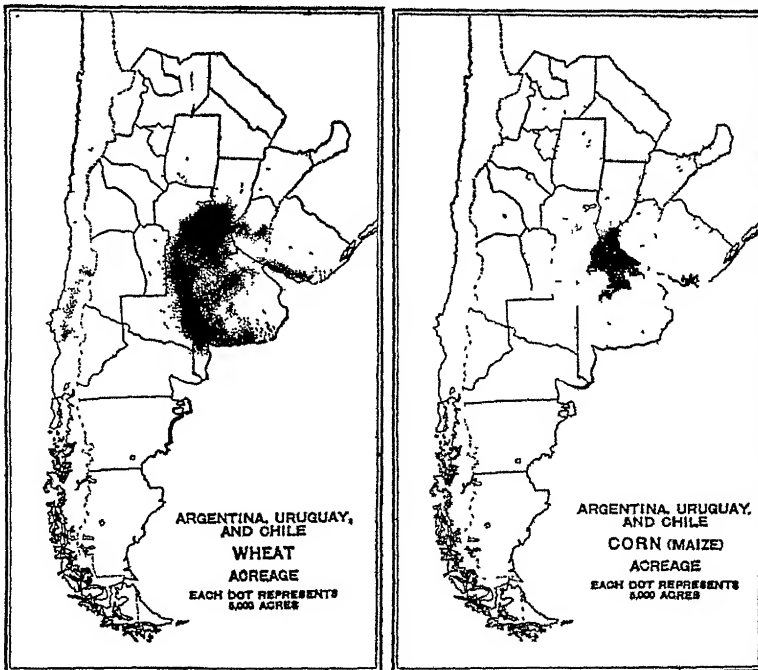 ARGENTINA, URUGUAY,
AND CHILE
WHEAT
ACREAGE
EACH DOT REPRESENTS
5,000 ACRES
ARGENTINA, URUGUAY,
AND CHILE
CORN (MAIZE)
ACREAGE
EACH DOT REPRESENTS
5,000 ACRES